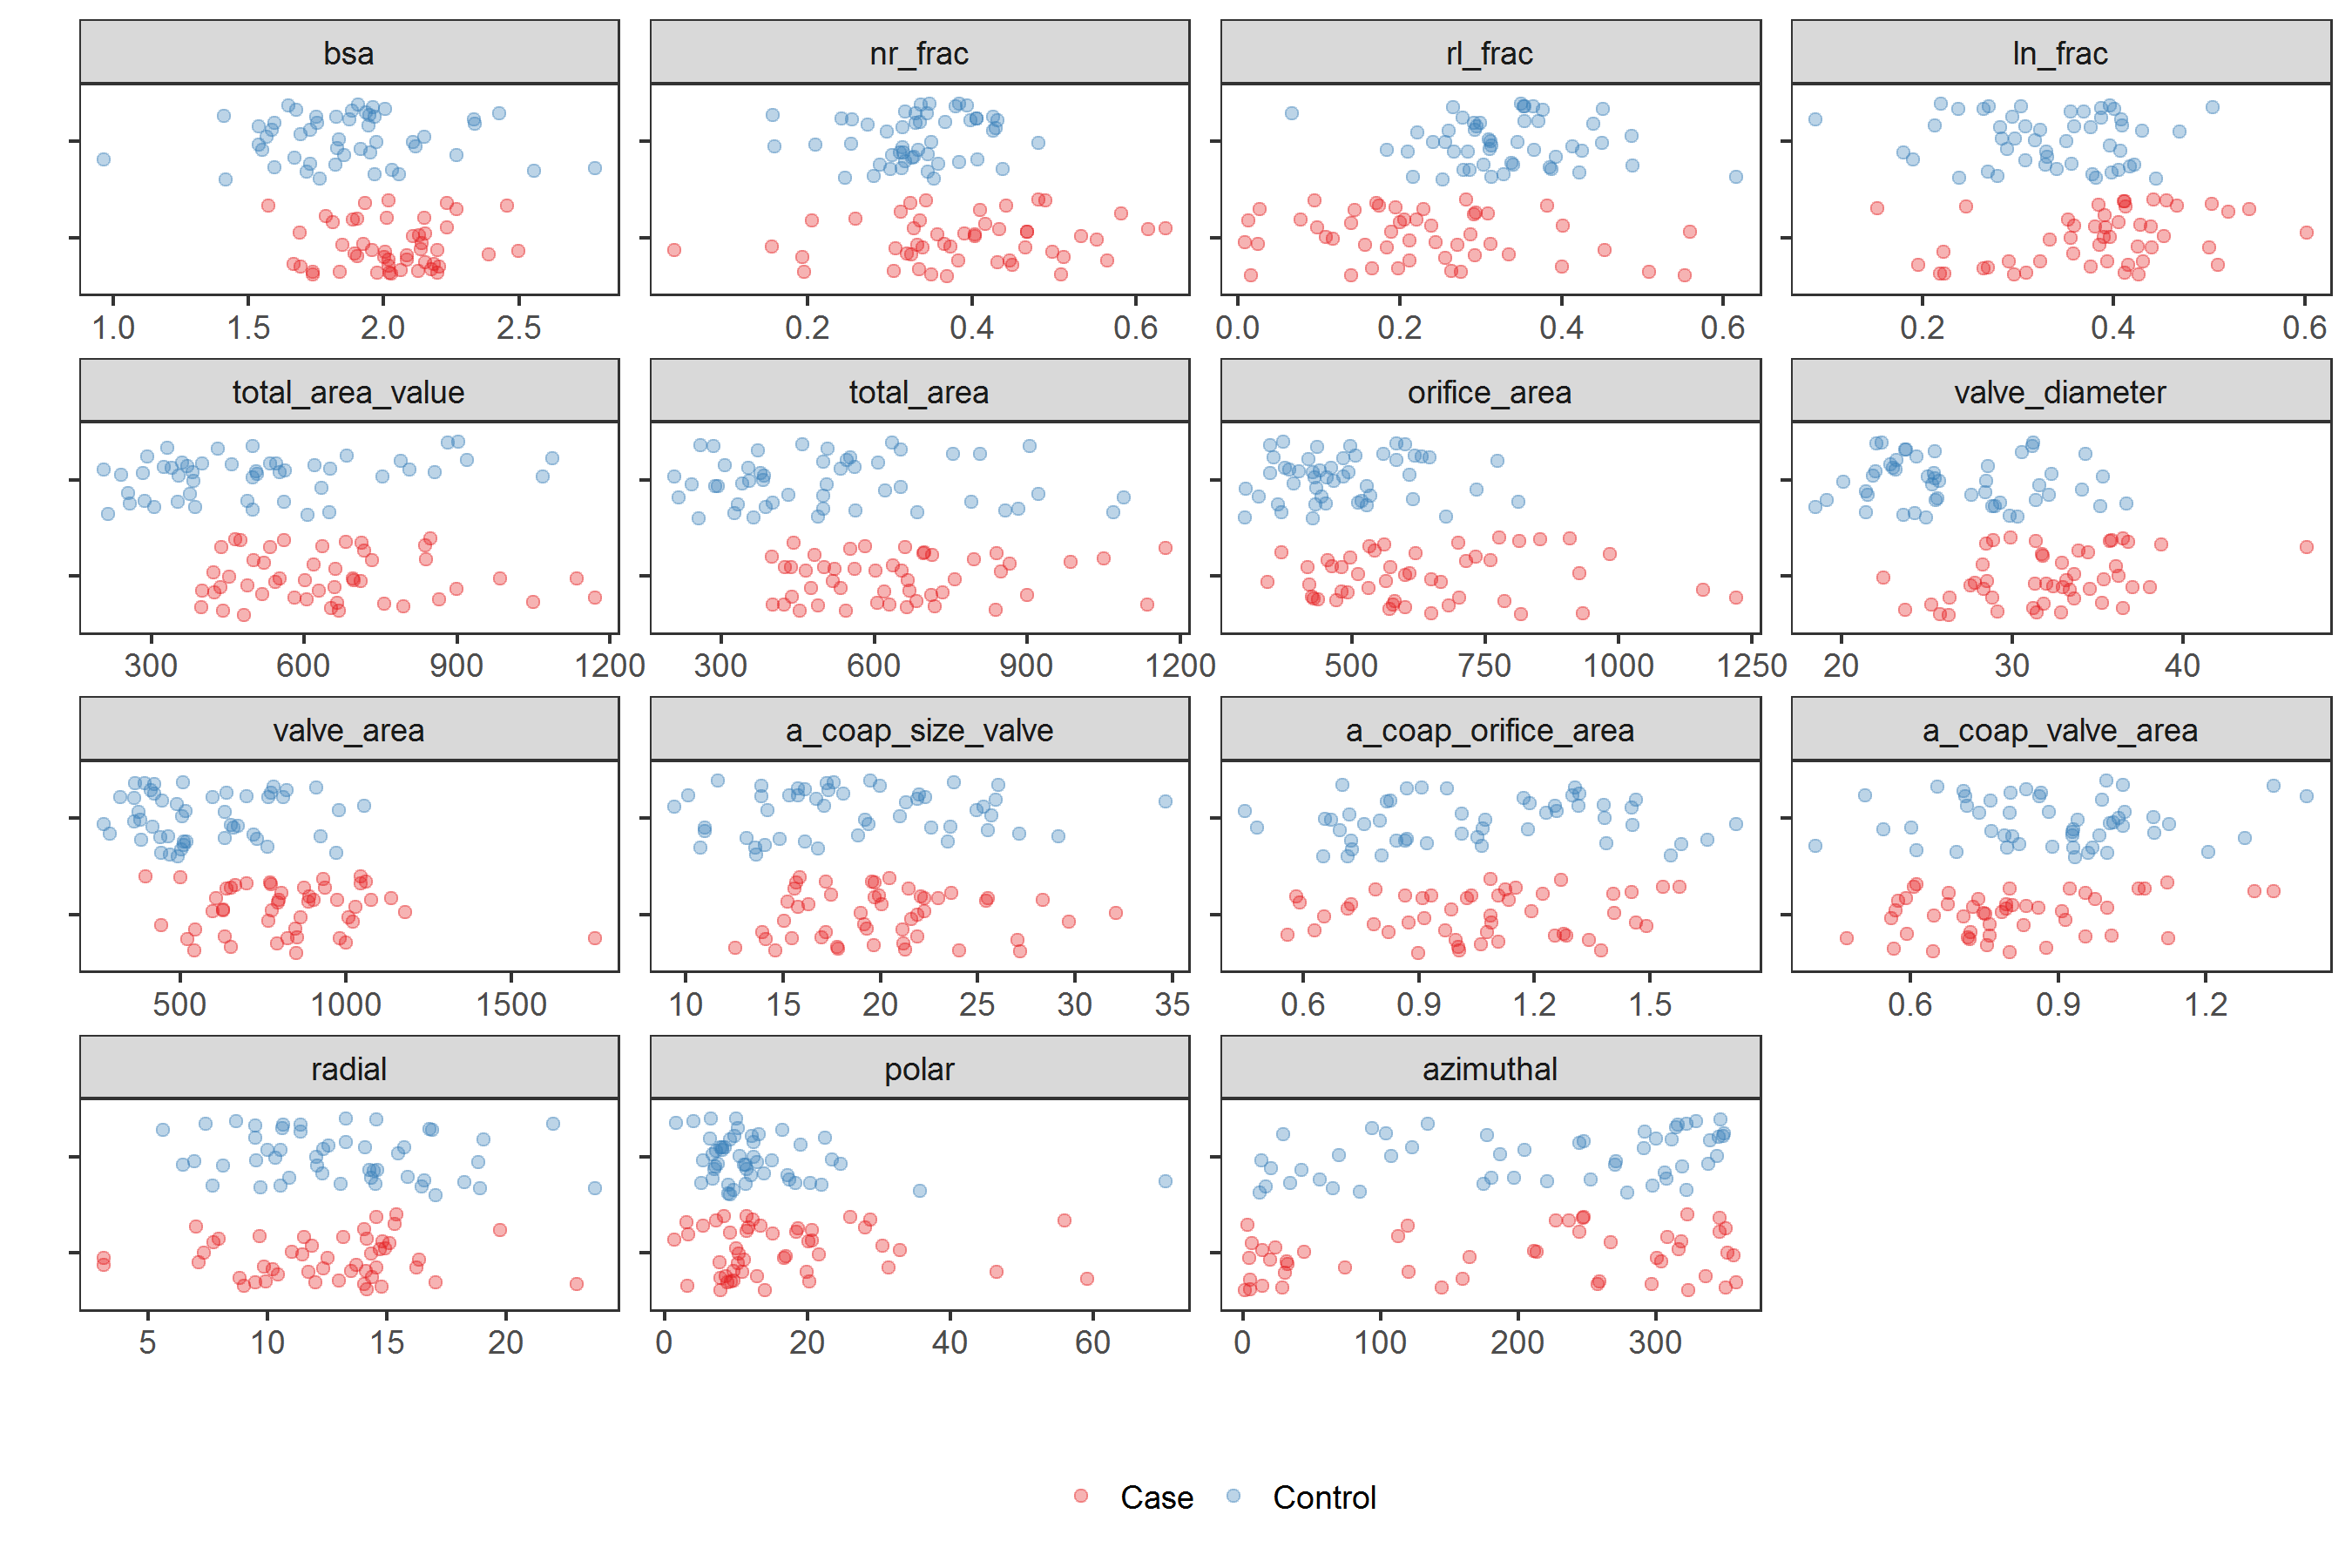 bsa nr_frac rl_frac ln_frac
1.0 1.5 2.0 2.5 0.2 0.4 0.6 0.0 0.2 0.4 0.6 0.2 0.4 0.6
total_area_value total_area orifice_area valve_diameter
300 600 900 1200 300 600 900 1200 500 750 1000 1250 20 30 40
valve_area a_coap_size_valve a_coap_orifice_area a_coap_valve_area
500 1000 1500 10 15 20 25 30 35 0.6 0.9 1.2 1.5 0.6 0.9 1.2
radial polar azimuthal
5 10 15 20 0 20 40 60 0 100 200 300
Case Control